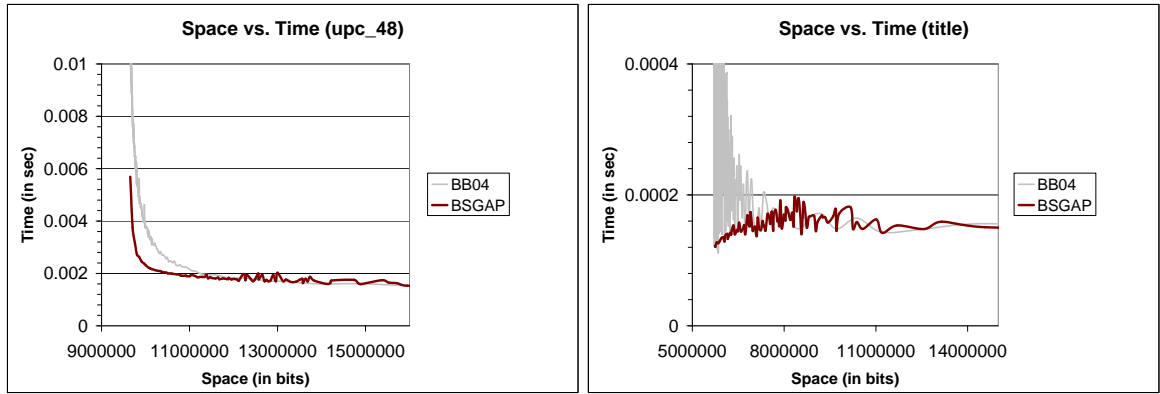 Space vs. Time (upc_48)
0.01
0.008
0.006
0.004
0.002
0
Time (in sec)
9000000 11000000 13000000 15000000
Space (in bits)
BB04
BSGAP
Space vs. Time (title)
0.0004
0.0002
0
Time (in sec)
5000000 8000000 11000000 14000000
Space (in bits)
BB04
BSGAP